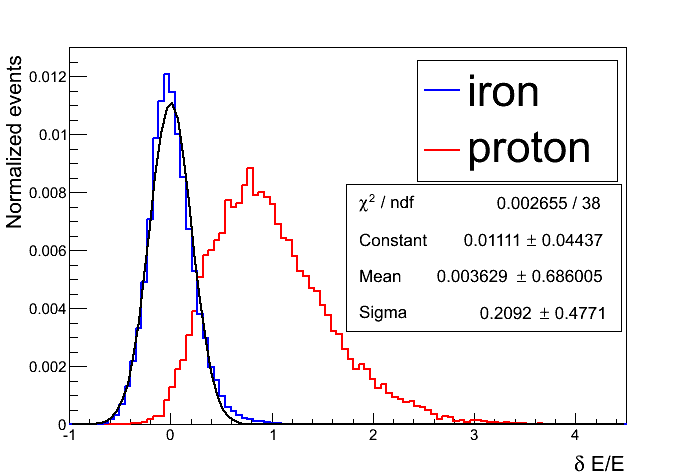 Normalized events
0.012
0.01
0.008
0.006
0.004
0.002
0
-1 0 1 2 3 4
δ E/E
iron
proton
χ² / ndf 0.002655 / 38
Constant 0.01111 ± 0.04437
Mean 0.003629 ± 0.686005
Sigma 0.2092 ± 0.4771